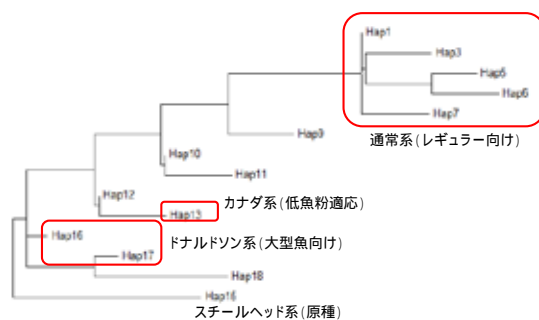 Hap1
Hap3
Hap5
Hap6
Hap7
通常系(レギュラー向け)
Hap9
Hap10
Hap11
Hap12
カナダ系(低魚粉適応)
Hap13
Hap16
ドナルドソン系(大型魚向け)
Hap17
Hap18
Hap16
スチールヘッド系(原種)